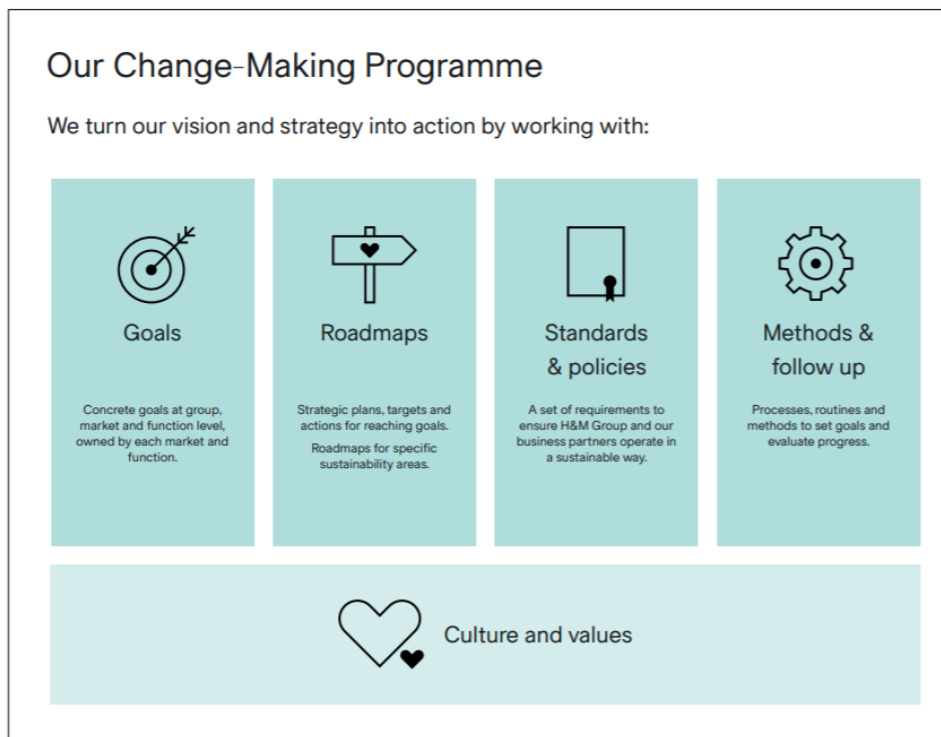 Our Change-Making Programme
We turn our vision and strategy into action by working with:
Goals
Concrete goals at group,
market and function level,
owned by each market and
function.
Roadmaps
Strategic plans, targets and
actions for reaching goals.
Roadmaps for specific
sustainability areas.
Standards
& policies
A set of requirements to
ensure H&M Group and our
business partners operate in
a sustainable way.
Methods &
follow up
Processes, routines and
methods to set goals and
evaluate progress.
Culture and values